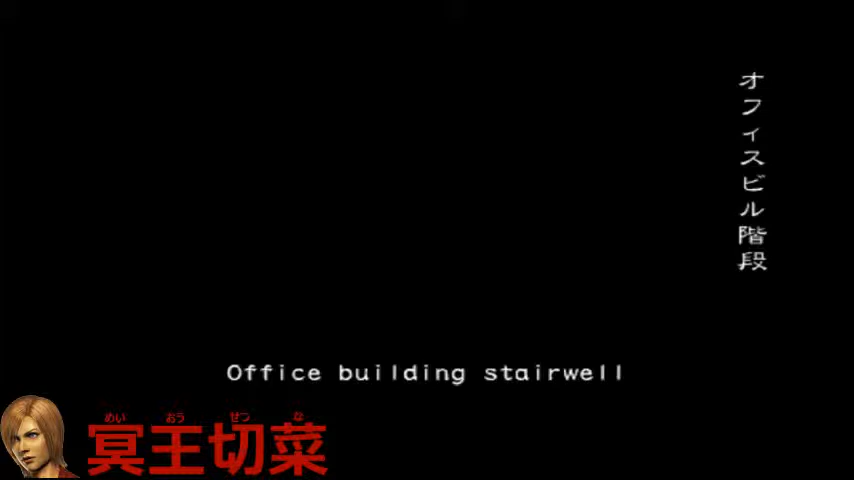 オフィスビル階段
Office building stairwell
めい おう せつ な
冥王切菜